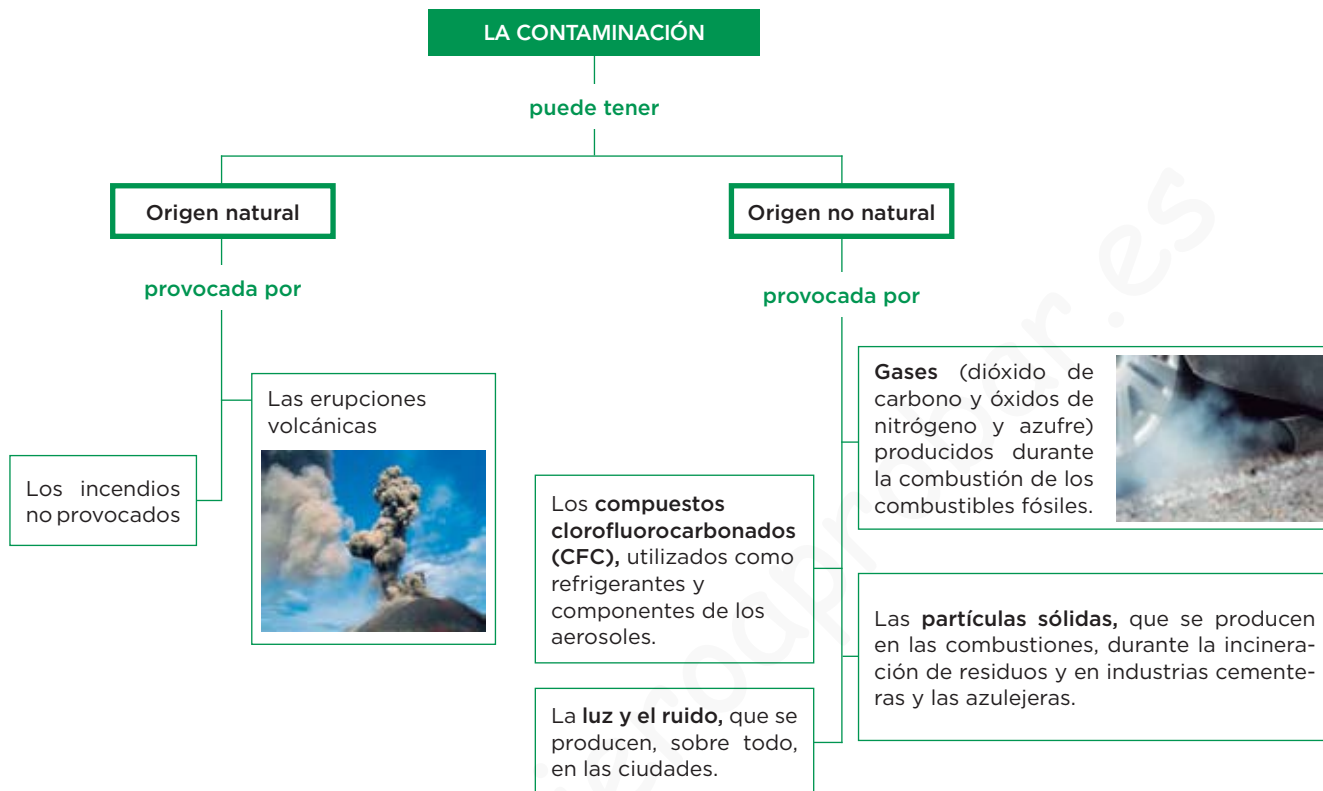 LA CONTAMINACIÓN
puede tener
Origen natural
Origen no natural
provocada por
provocada por
Las erupciones
volcánicas
Los incendios
no provocados
Gases (dióxido de
carbono y óxidos de
nitrógeno y azufre)
producidos durante
la combustión de los
combustibles fósiles.
Los compuestos
clorofluorocarbonados
(CFC), utilizados como
refrigerantes y
componentes de los
aerosoles.
Las partículas sólidas, que se producen
en las combustiones, durante la incinera-
ción de residuos y en industrias cemente-
ras y las azulejeras.
La luz y el ruido, que se
producen, sobre todo,
en las ciudades.